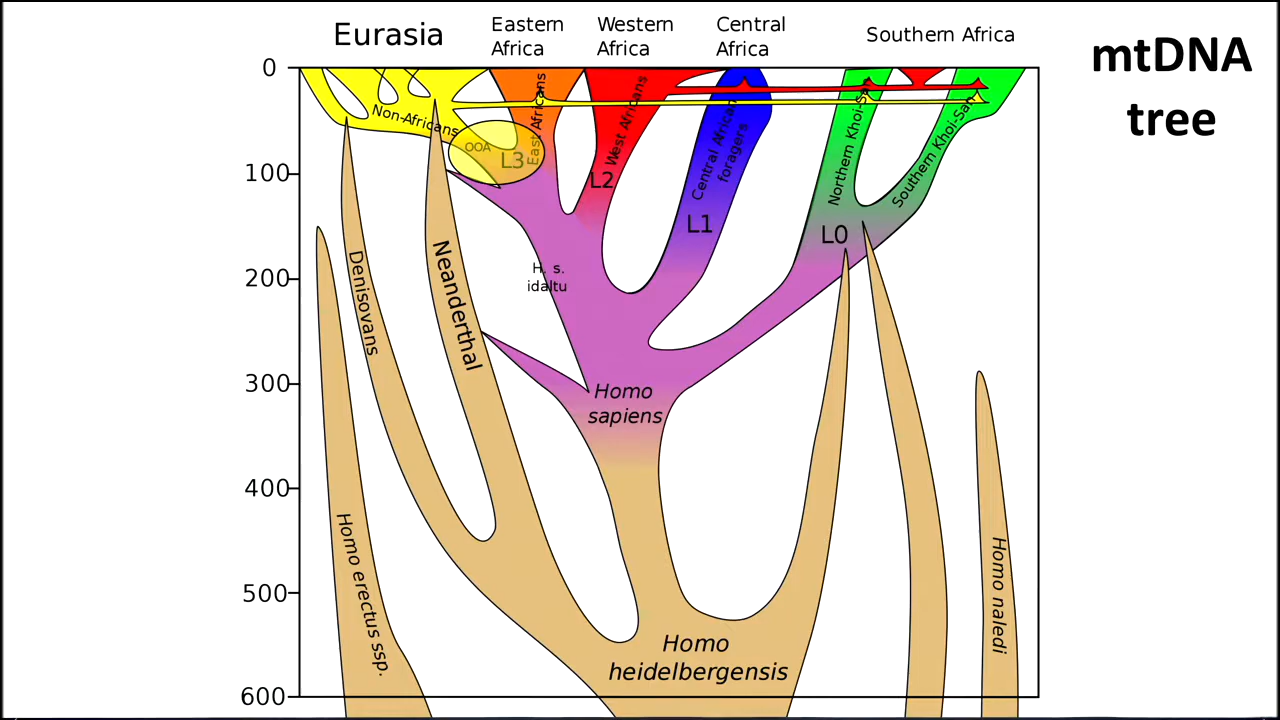 Eurasia
Eastern
Africa
Western
Africa
Central
Africa
Southern Africa
mtDNA
tree
0
100
200
300
400
500
600
Non-Africans
OOA
L3
East Africans
L2
West Africans
Central African
foragers
L1
Northern Khoi-San
Southern Khoi-San
L0
H. s.
idaltu
Denisovans
Neanderthal
Homo
sapiens
Homo erectus ssp.
Homo
heidelbergensis
Homo naledi